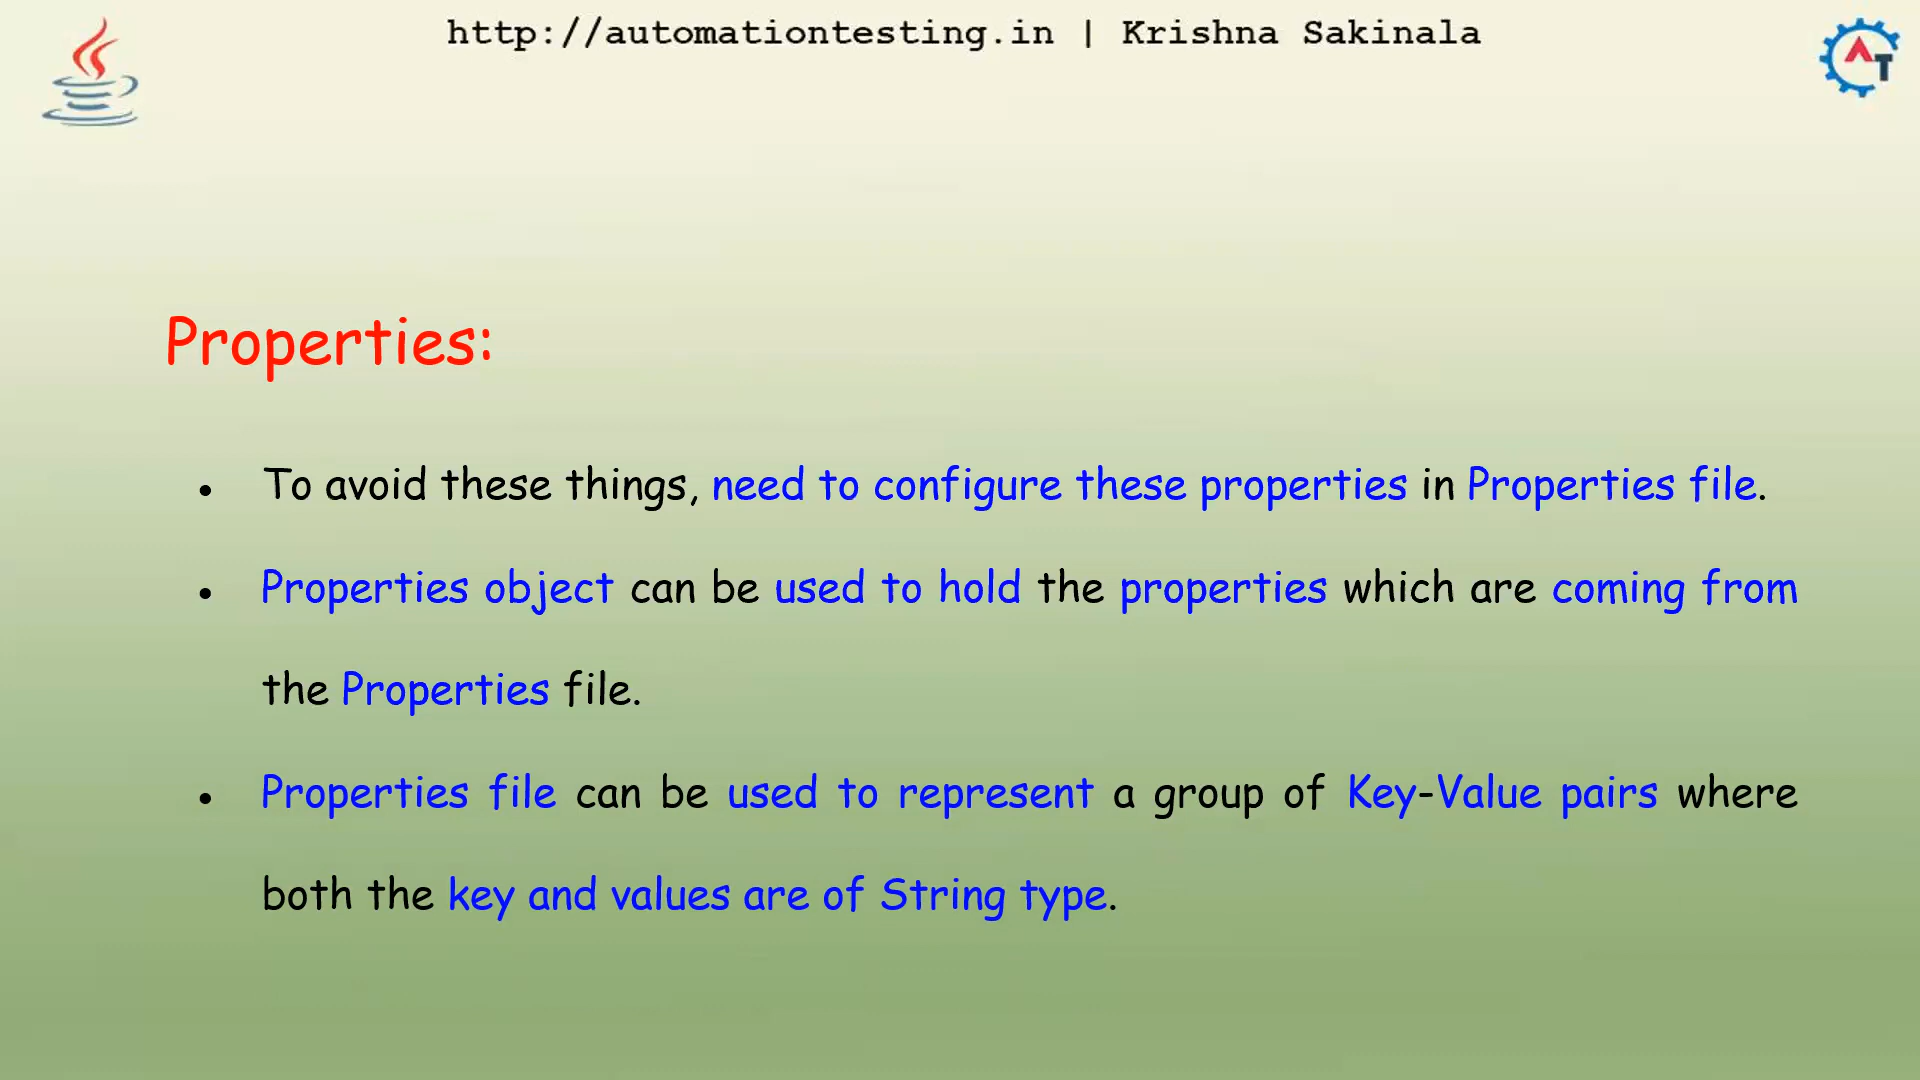 http://automationtesting.in | Krishna Sakinala
AT
Properties:
● To avoid these things, need to configure these properties in Properties file.
● Properties object can be used to hold the properties which are coming from
the Properties file.
● Properties file can be used to represent a group of Key-Value pairs where
both the key and values are of String type.